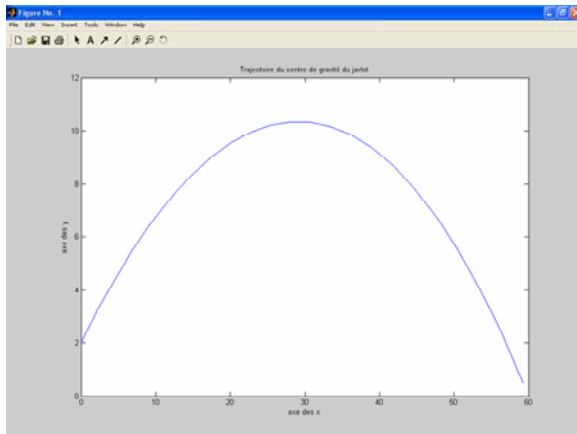 Figure No. 1
File Edit View Insert Tools Window Help
A
Trajectoire du centre de gravité du javlot
12
10
8
6
4
2
0
axe des y
0 10 20 30 40 50 60
axe des x